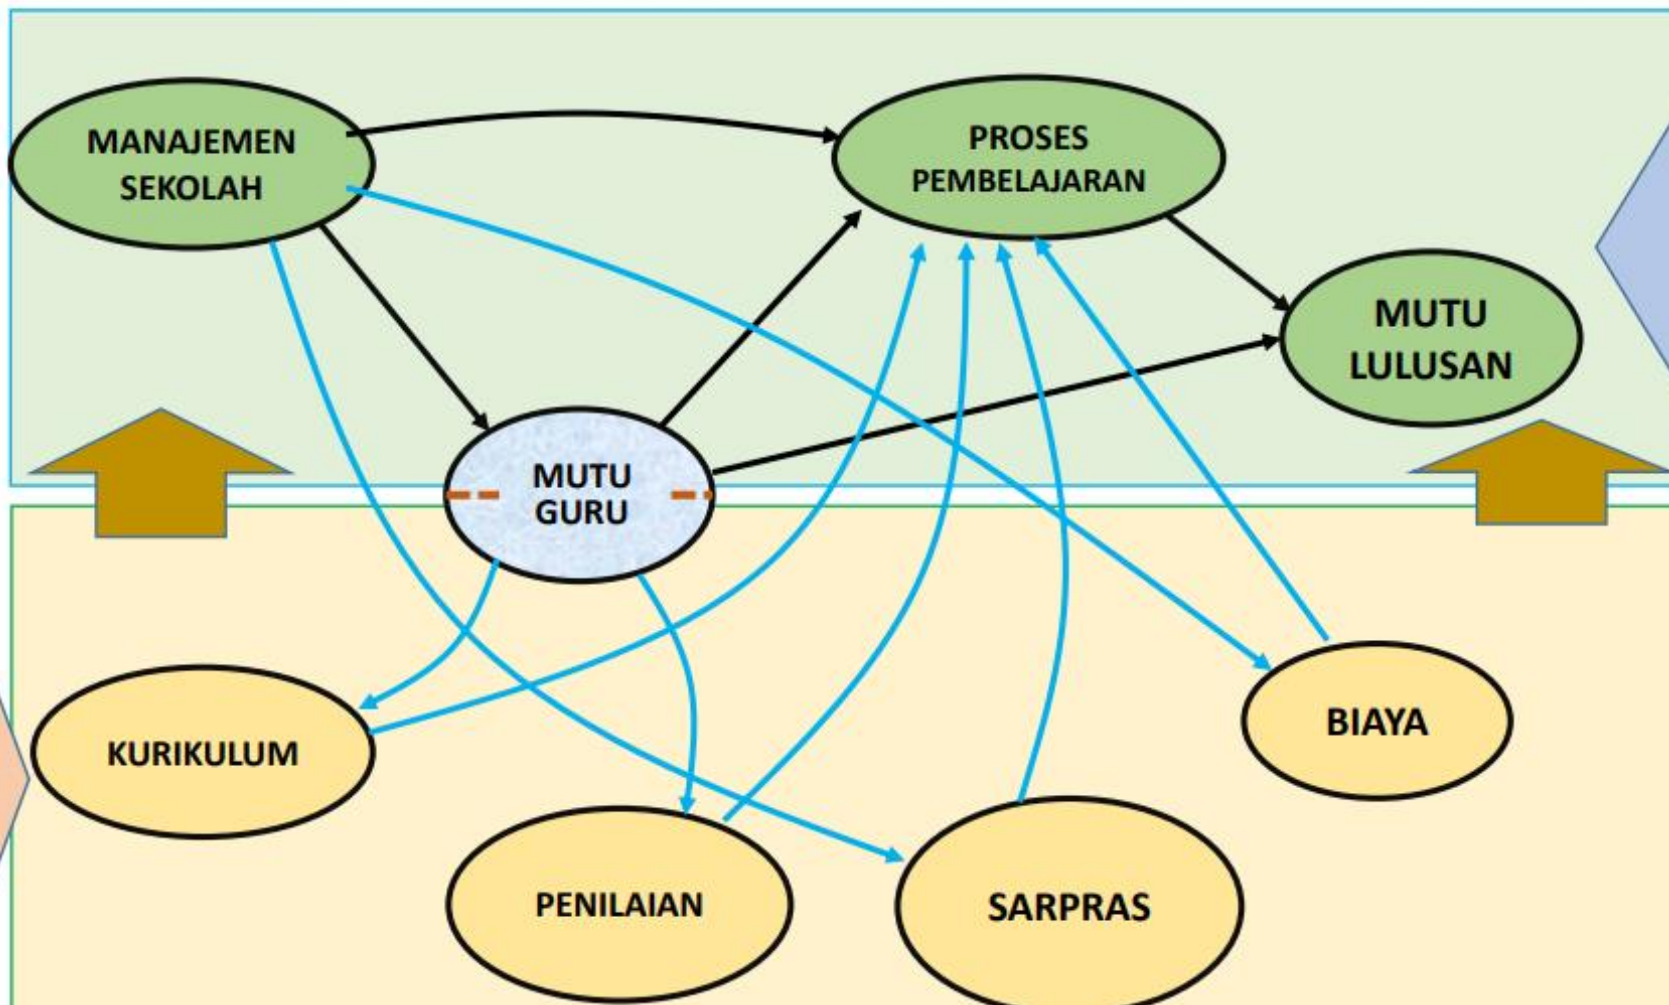 MANAJEMEN
SEKOLAH
PROSES
PEMBELAJARAN
MUTU
LULUSAN
MUTU
GURU
KURIKULUM
BIAYA
PENILAIAN
SARPRAS